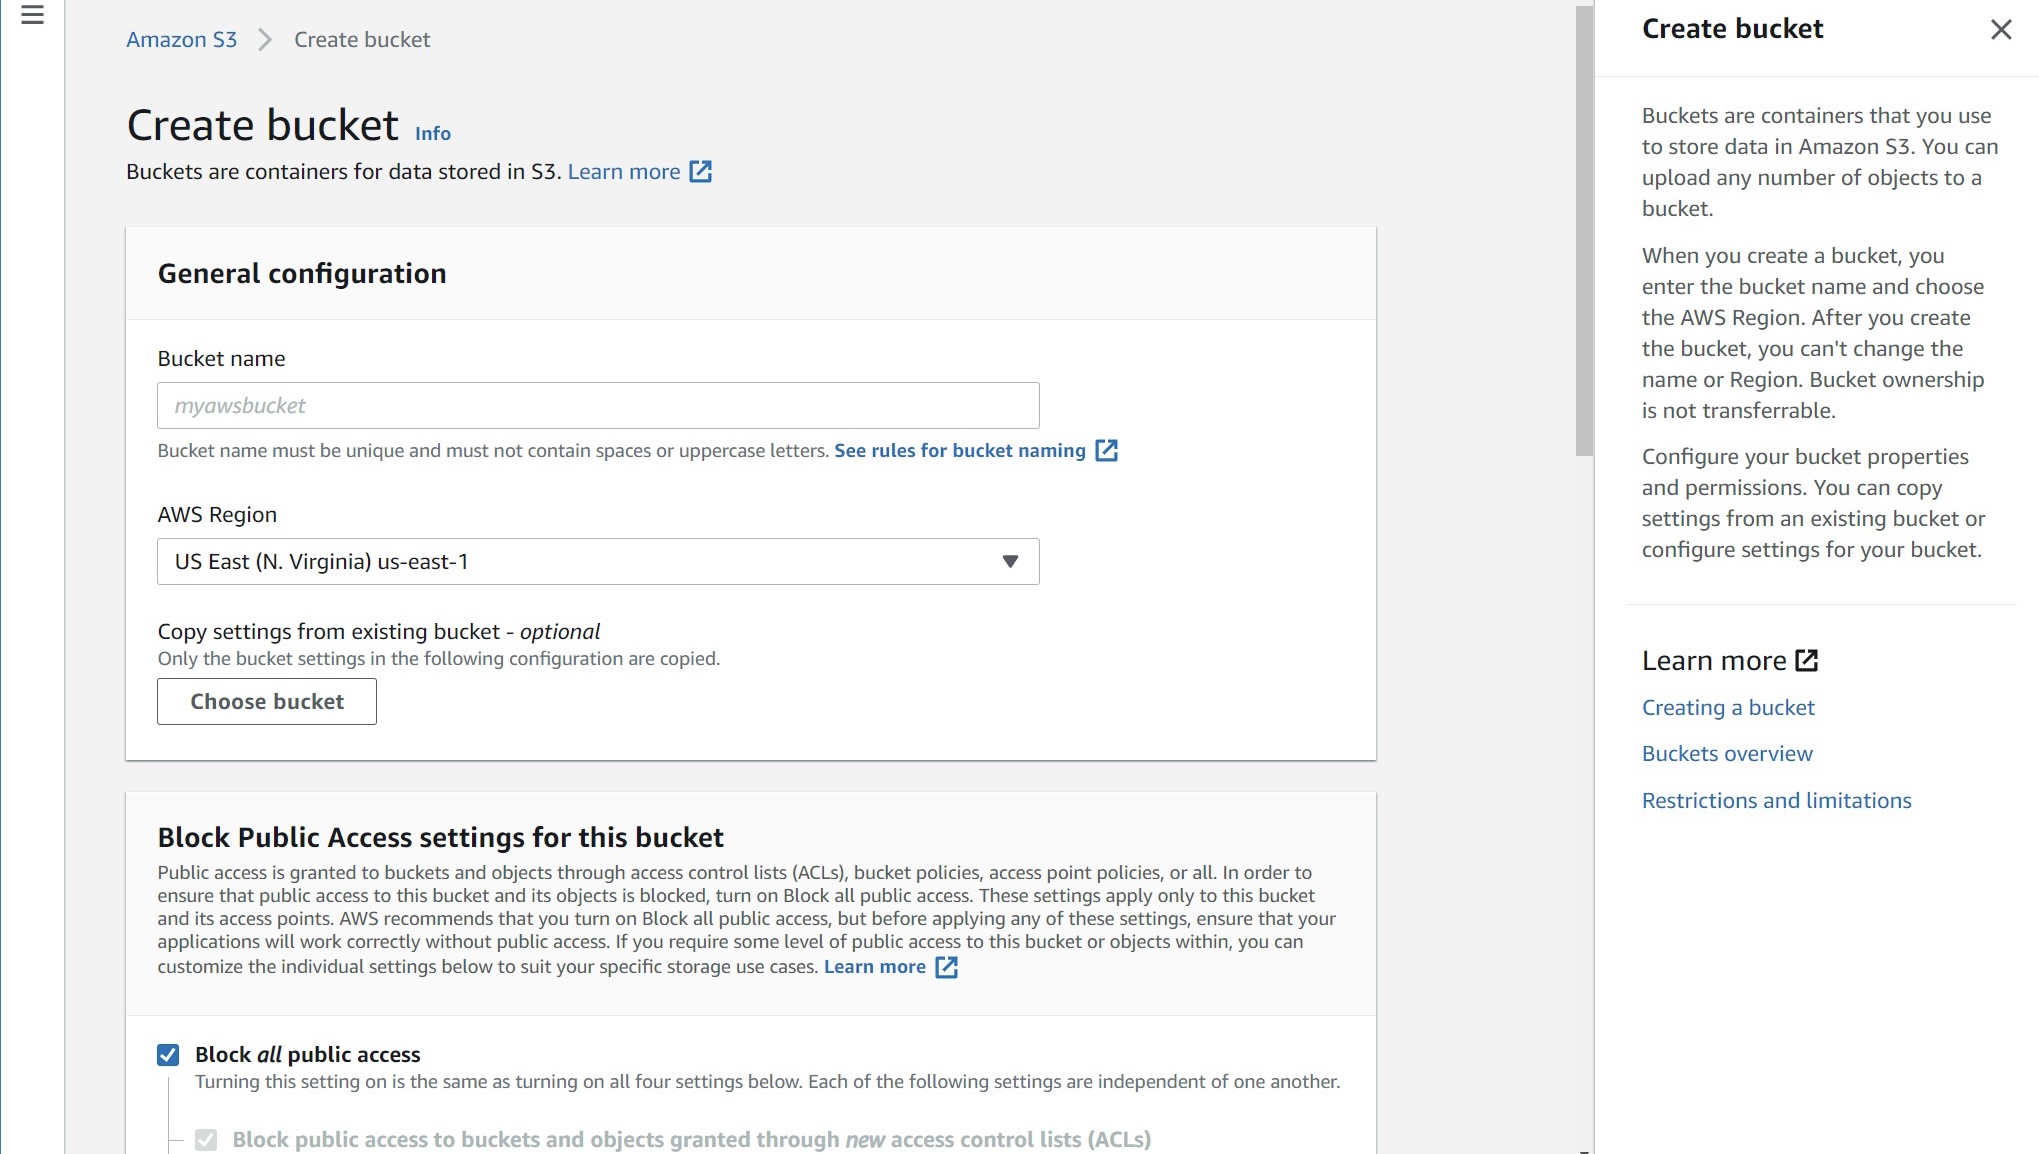 Amazon S3 > Create bucket
Create bucket Info
Buckets are containers for data stored in S3. Learn more
General configuration
Bucket name
myawsbucket
Bucket name must be unique and must not contain spaces or uppercase letters. See rules for bucket naming
AWS Region
US East (N. Virginia) us-east-1
Copy settings from existing bucket - optional
Only the bucket settings in the following configuration are copied.
Choose bucket
Block Public Access settings for this bucket
Public access is granted to buckets and objects through access control lists (ACLs), bucket policies, access point policies, or all. In order to
ensure that public access to this bucket and its objects is blocked, turn on Block all public access. These settings apply only to this bucket
and its access points. AWS recommends that you turn on Block all public access, but before applying any of these settings, ensure that your
applications will work correctly without public access. If you require some level of public access to this bucket or objects within, you can
customize the individual settings below to suit your specific storage use cases. Learn more
Block all public access
Turning this setting on is the same as turning on all four settings below. Each of the following settings are independent of one another.
Block public access to buckets and objects granted through new access control lists (ACLs)
Create bucket
Buckets are containers that you use
to store data in Amazon S3. You can
upload any number of objects to a
bucket.
When you create a bucket, you
enter the bucket name and choose
the AWS Region. After you create
the bucket, you can't change the
name or Region. Bucket ownership
is not transferrable.
Configure your bucket properties
and permissions. You can copy
settings from an existing bucket or
configure settings for your bucket.
Learn more
Creating a bucket
Buckets overview
Restrictions and limitations